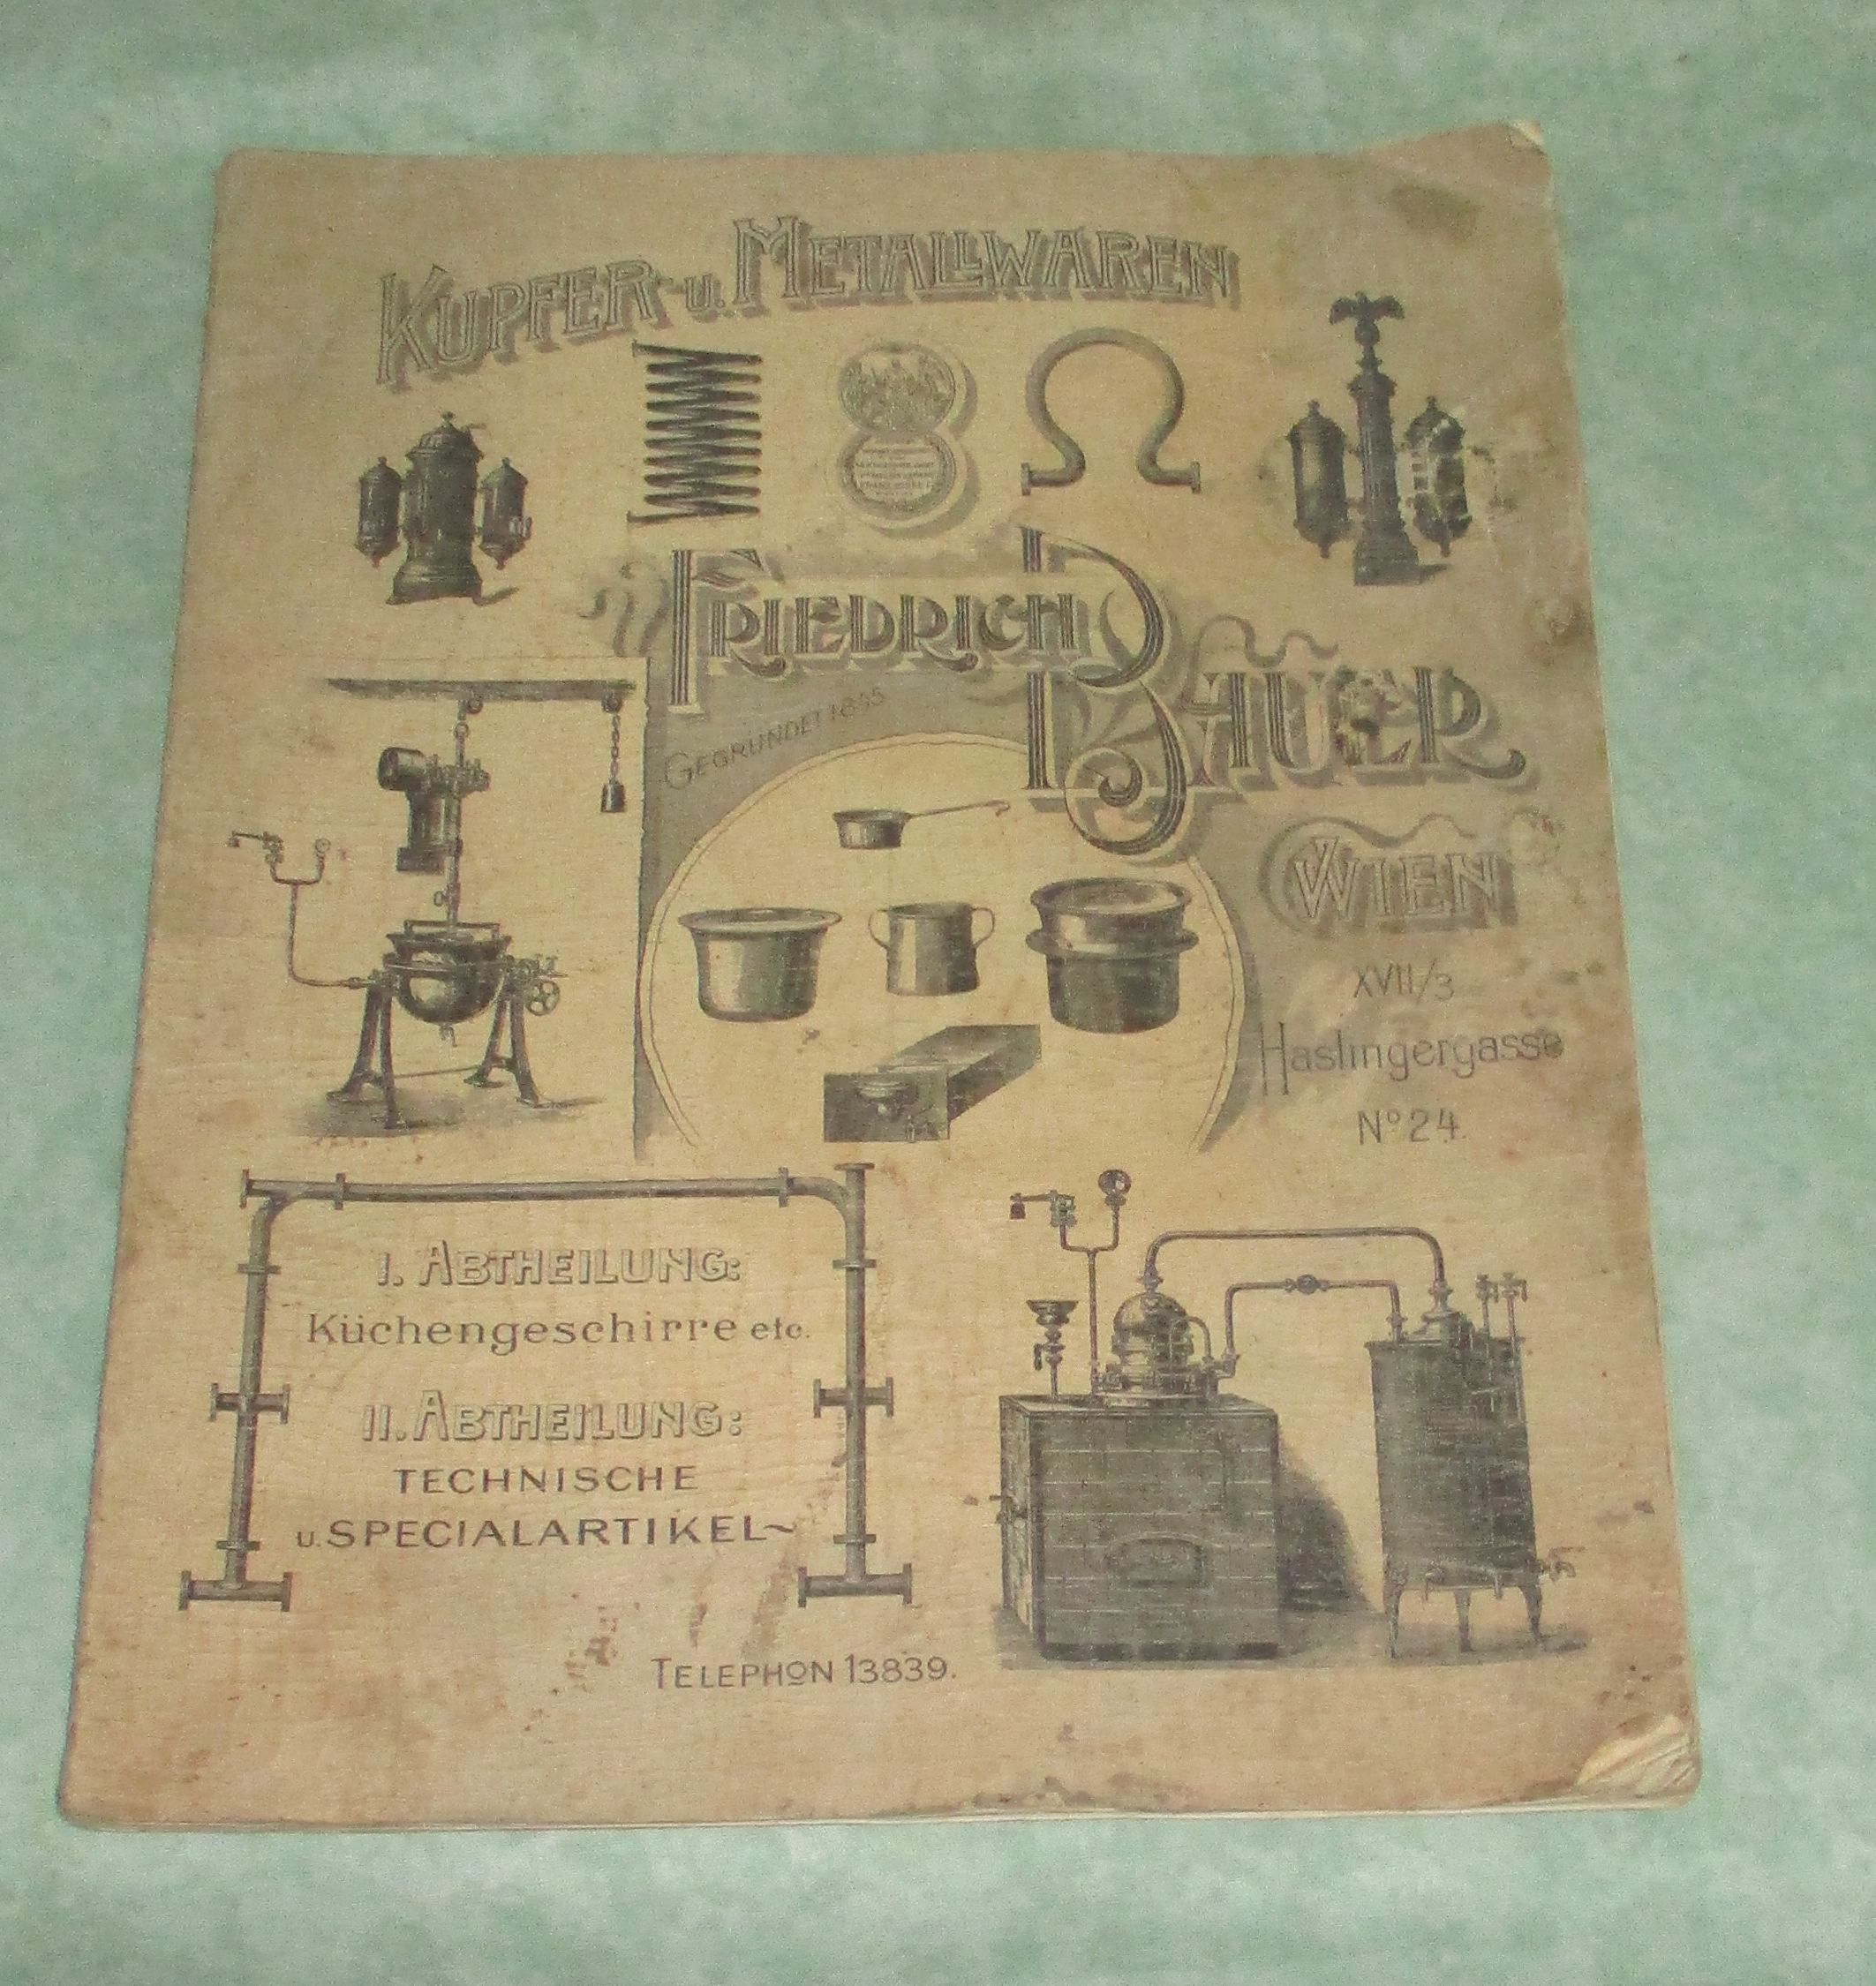 KUPFER- u. METALLWAREN
FRIEDRICH
BAUER
GEGRÜNDET
WIEN
XVII/3
Haslingergasse
Nº 24.
I. ABTHEILUNG:
Küchengeschirre etc.
II. ABTHEILUNG:
TECHNISCHE
u. SPECIALARTIKEL~
TELEPHON 13839.